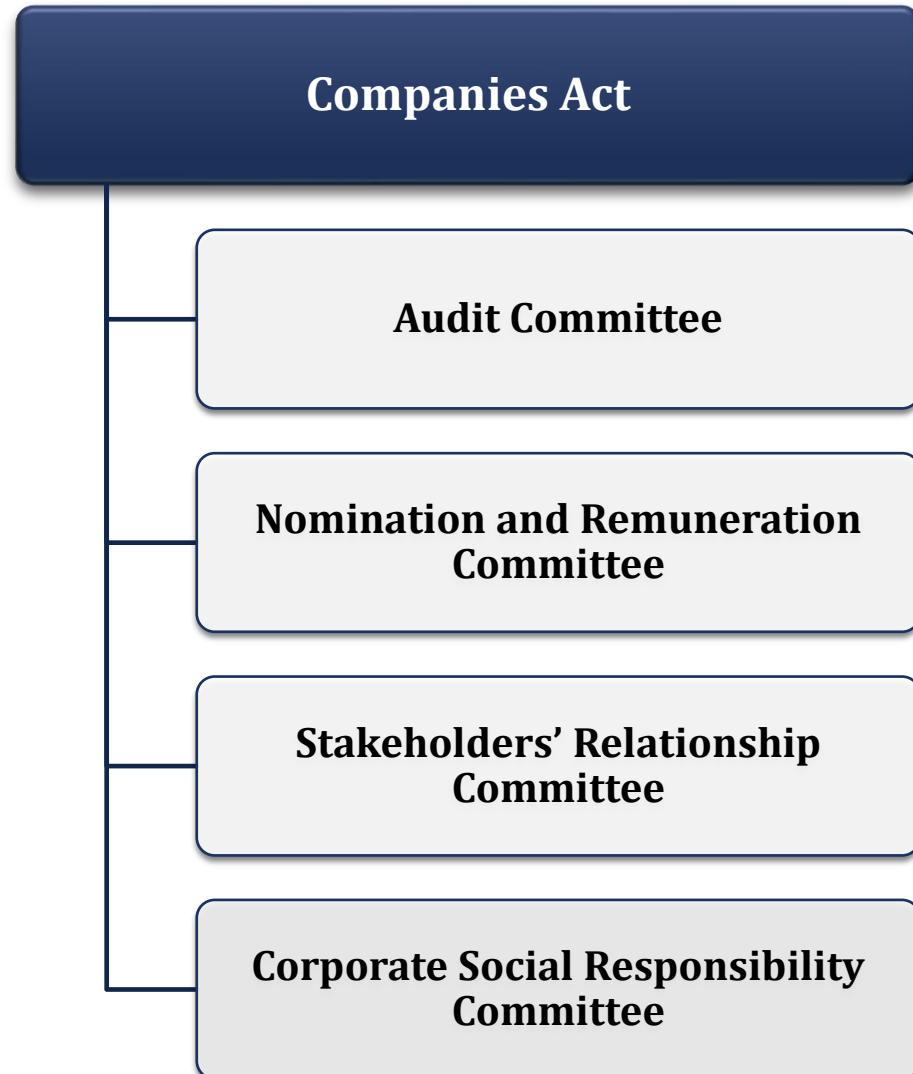 Companies Act
Audit Committee
Nomination and Remuneration
Committee
Stakeholders’ Relationship
Committee
Corporate Social Responsibility
Committee